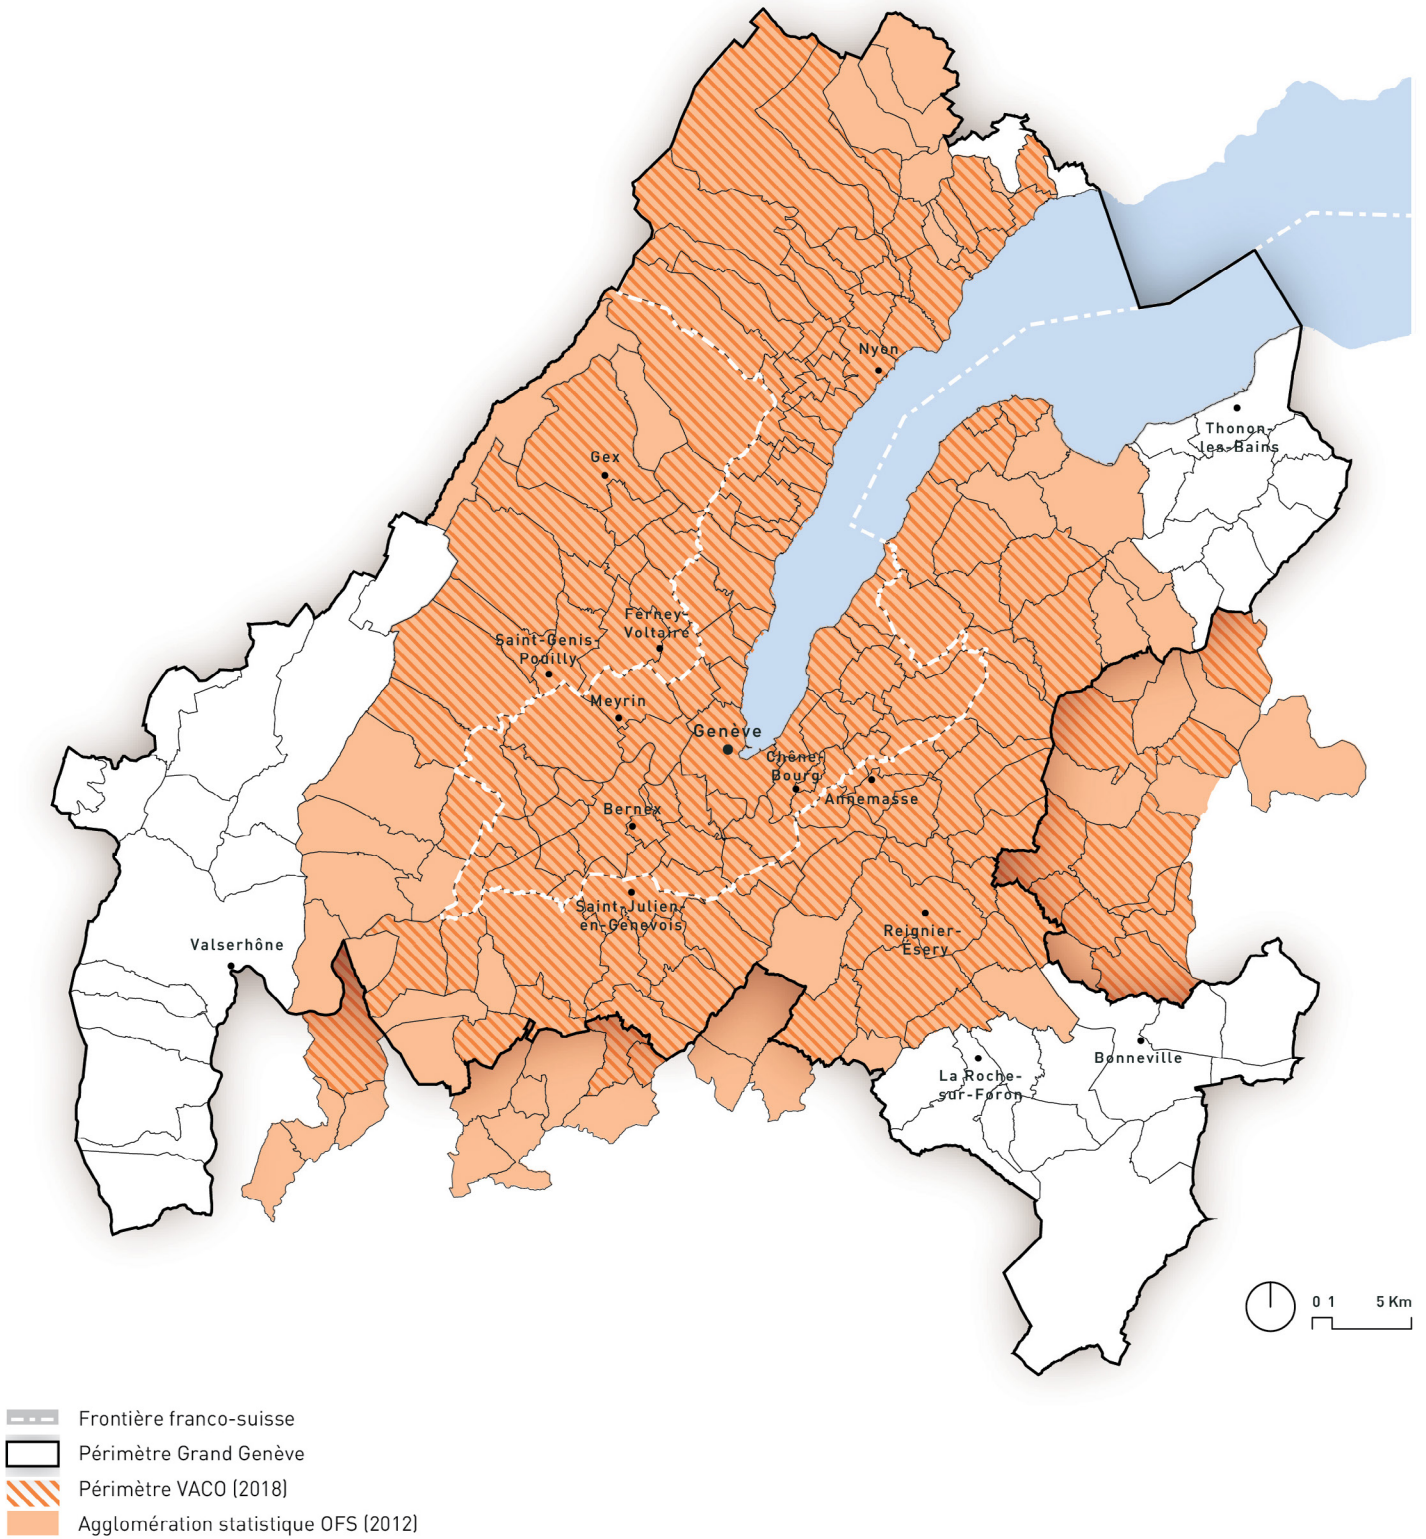 Nyon
Thonon-
les-Bains
Gex
Ferney-
Voltaire
Saint-Genis-
Pouilly
Meyrin
Genève
Chêne-
Bourg
Annemasse
Bernex
Saint-Julien-
en-Genevois
Reignier-
Ésery
Valserhône
Bonneville
La Roche-
sur-Foron
0 1 5 Km
Frontière franco-suisse
Périmètre Grand Genève
Périmètre VACO (2018)
Agglomération statistique OFS (2012)